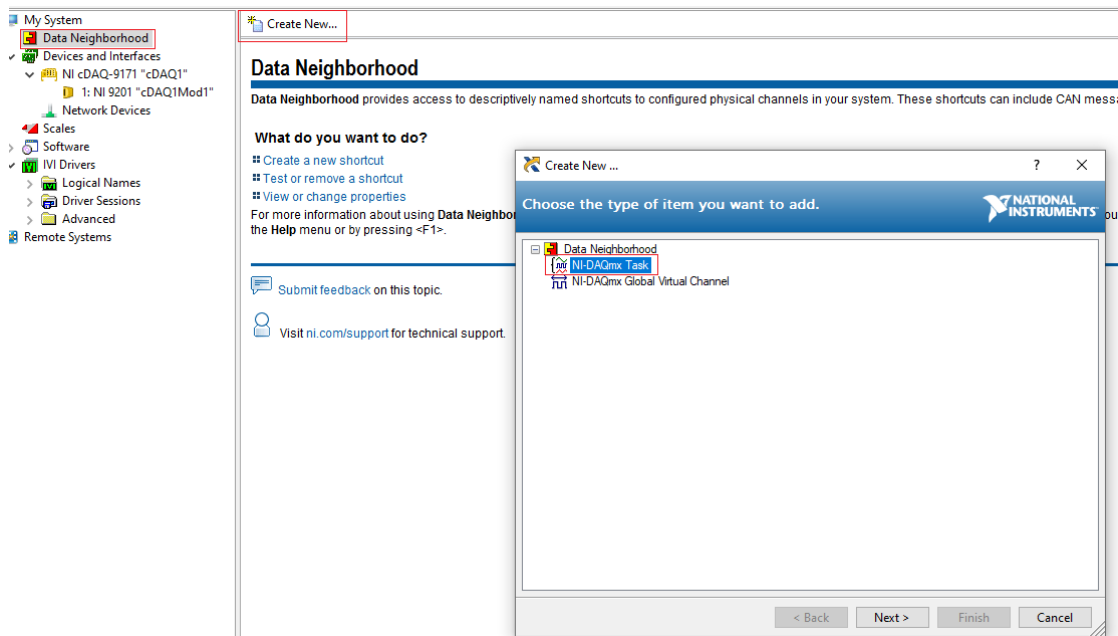 My System
Data Neighborhood
Devices and Interfaces
NI cDAQ-9171 "cDAQ1"
1: NI 9201 "cDAQ1Mod1"
Network Devices
Scales
Software
IVI Drivers
Logical Names
Driver Sessions
Advanced
Remote Systems
Create New...
Data Neighborhood
Data Neighborhood provides access to descriptively named shortcuts to configured physical channels in your system. These shortcuts can include CAN messa
What do you want to do?
Create a new shortcut
Test or remove a shortcut
View or change properties
For more information about using Data Neighbor
the Help menu or by pressing <F1>.
Submit feedback on this topic.
Visit ni.com/support for technical support.
Create New ...
?
Choose the type of item you want to add.
NATIONAL
INSTRUMENTS
ou
Data Neighborhood
NI-DAQmx Task
NI-DAQmx Global Virtual Channel
< Back
Next >
Finish
Cancel